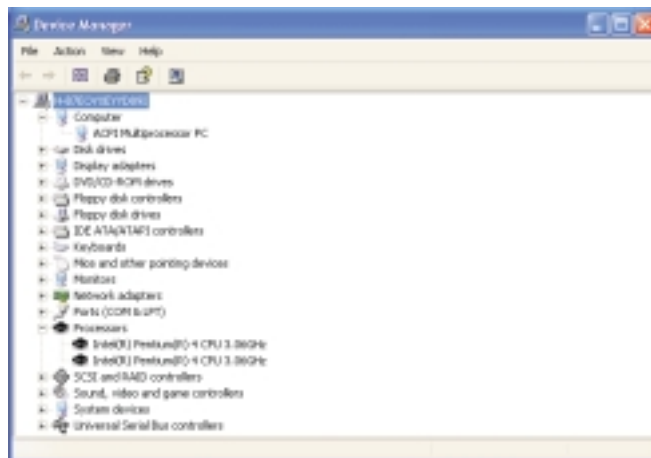 Device Manager
File Action View Help
Computer
ACPI Multiprocessor PC
Disk drives
Display adapters
DVD/CD-ROM drives
Floppy disk controllers
Floppy disk drives
IDE ATA/ATAPI controllers
Keyboards
Mice and other pointing devices
Monitors
Network adapters
Ports (COM & LPT)
Processors
Intel(R) Pentium(R) 4 CPU 3.06GHz
Intel(R) Pentium(R) 4 CPU 3.06GHz
SCSI and RAID controllers
Sound, video and game controllers
System devices
Universal Serial Bus controllers